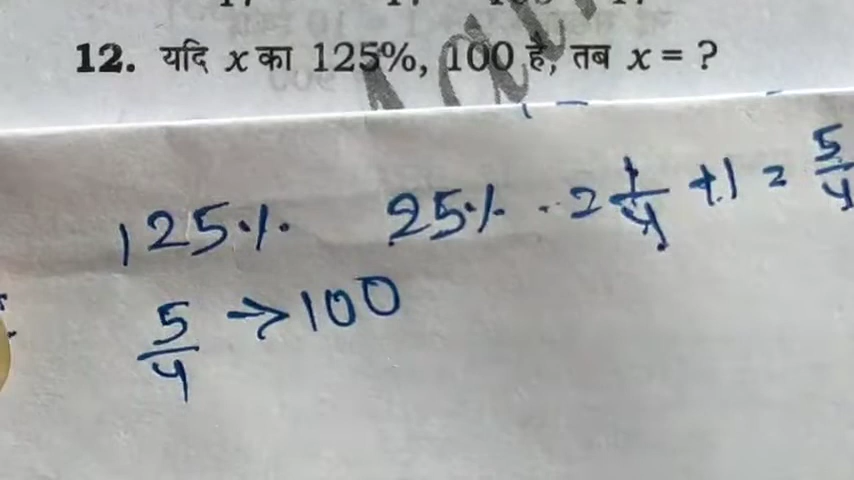 12. यदि x का 125%, 100 है, तब x = ?
125% 25% = 1/4 + 1 = 5/4
5/4 → 100